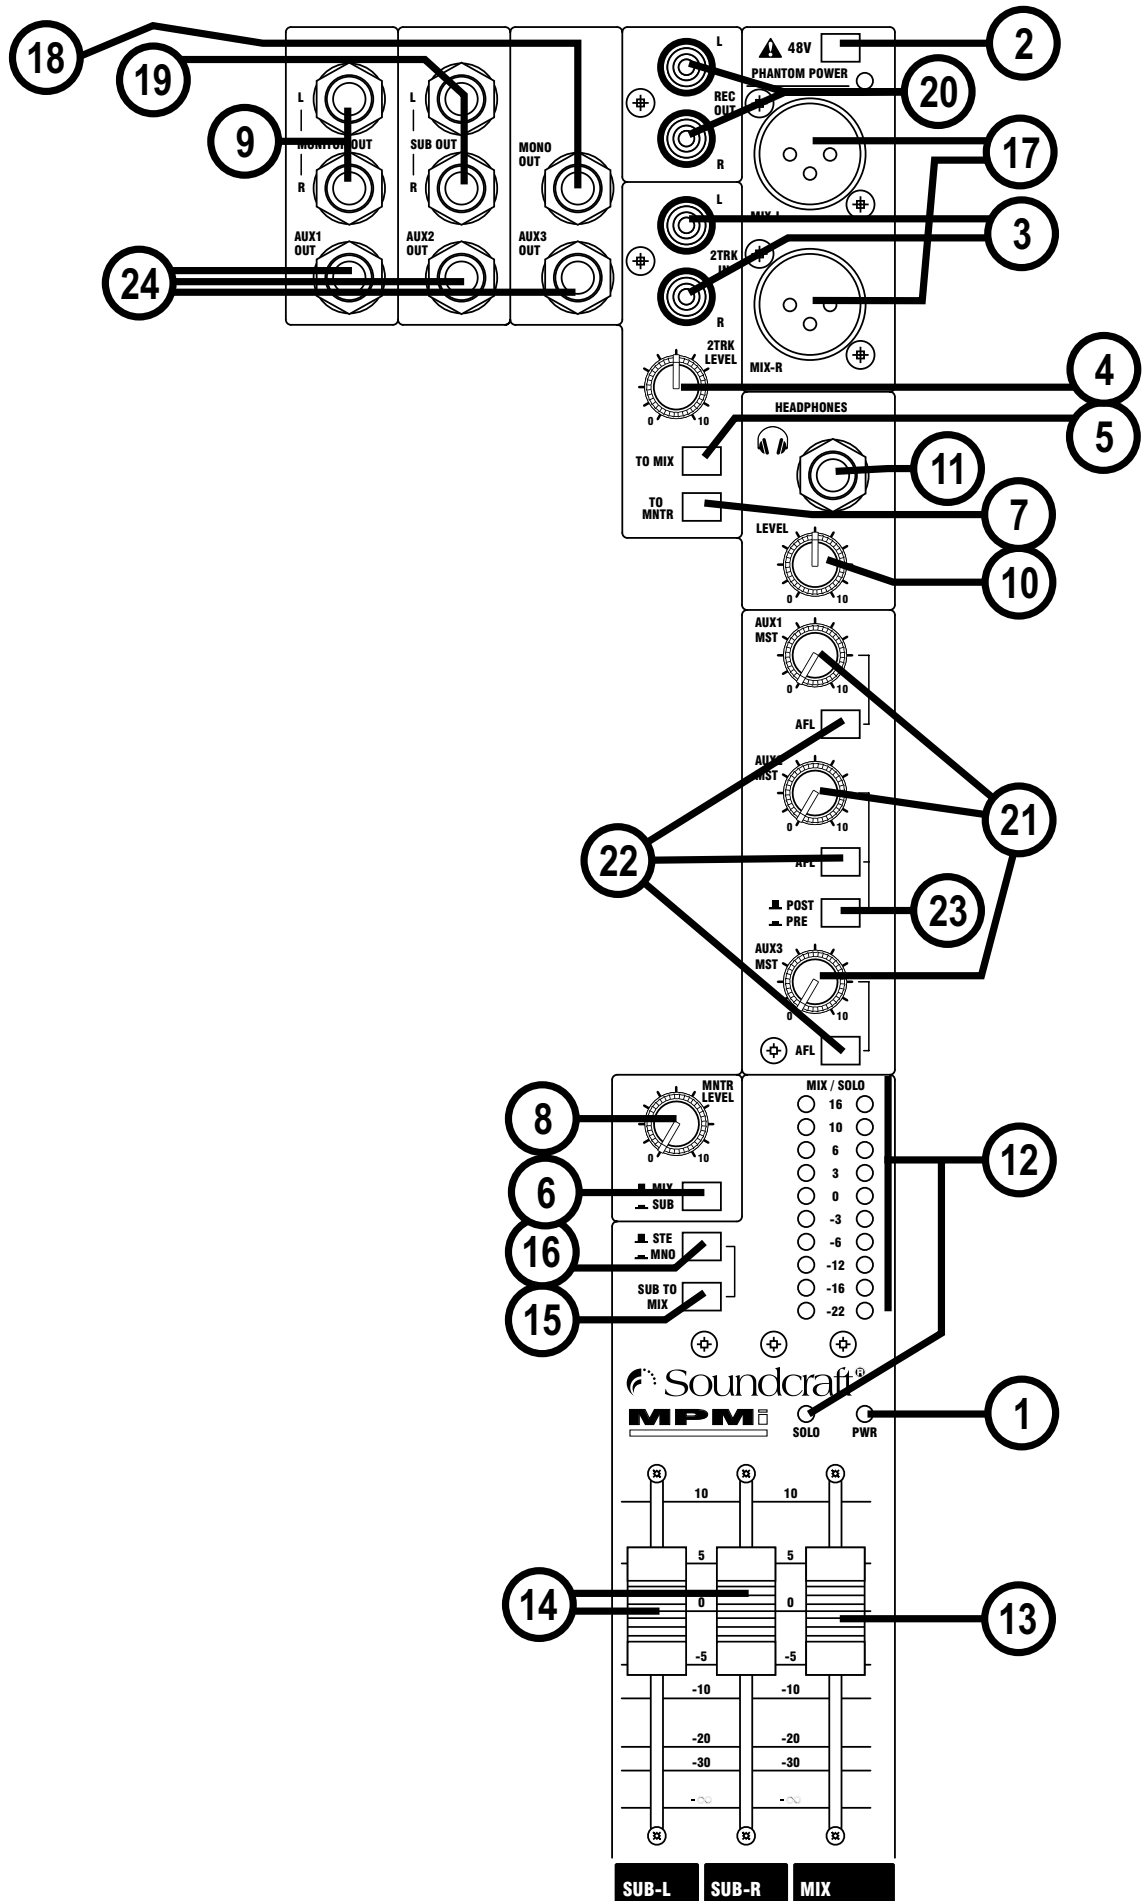 18
19
9
24
L
MONITOR OUT
R
AUX1
OUT
L
SUB OUT
R
AUX2
OUT
MONO
OUT
AUX3
OUT
L
REC
OUT
R
L
2TRK
IN
R
48V
PHANTOM POWER
MIX-L
MIX-R
2
20
17
3
2TRK
LEVEL
0 10
TO MIX
TO
MNTR
4
5
HEADPHONES
11
7
LEVEL
0 10
10
AUX1
MST
0 10
AFL
AUX2
MST
0 10
AFL
POST
PRE
AUX3
MST
0 10
AFL
21
22
23
MNTR
LEVEL
0 10
MIX
SUB
STE
MNO
SUB TO
MIX
8
6
16
15
MIX / SOLO
16
10
6
3
0
-3
-6
-12
-16
-22
12
Soundcraft®
MPMi
SOLO PWR
1
10 10
5 5
0 0
-5 -5
-10 -10
-20 -20
-30 -30
-∞ -∞
14
13
SUB-L SUB-R MIX